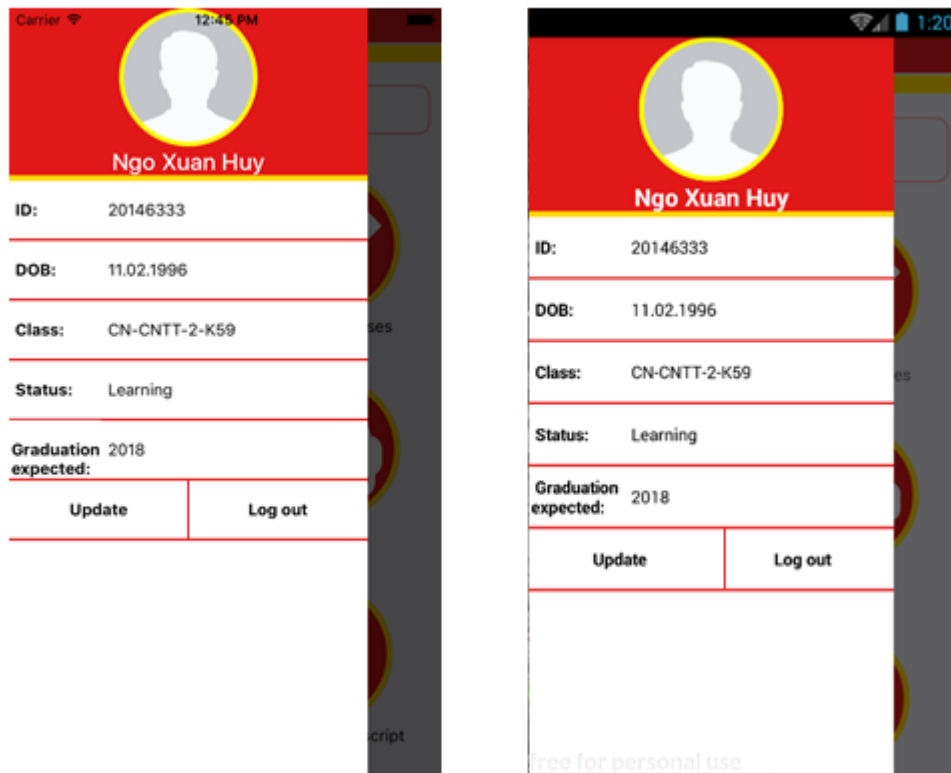 Carrier 12:45 PM
Ngo Xuan Huy
ID: 20146333
DOB: 11.02.1996
Class: CN-CNTT-2-K59
Status: Learning
Graduation 2018
expected:
Update Log out
ses
cript
1:20
Ngo Xuan Huy
ID: 20146333
DOB: 11.02.1996
Class: CN-CNTT-2-K59
Status: Learning
Graduation
expected: 2018
Update Log out
es
free for personal use